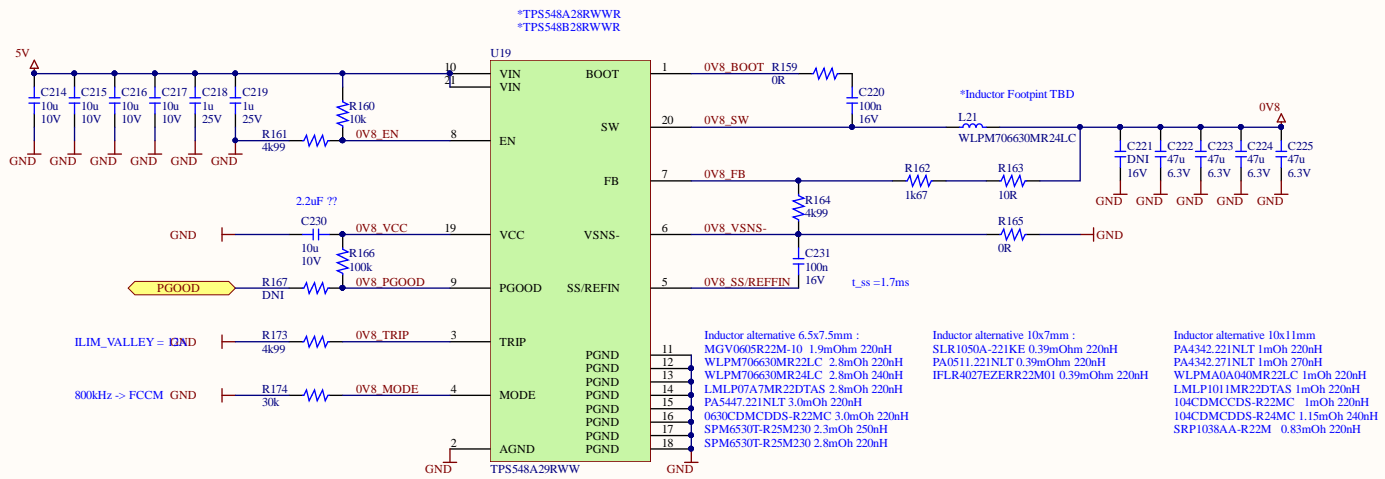 *TPS548A28RWWR
*TPS548B28RWWR
5V
U19
C214
10u
10V
C215
10u
10V
C216
10u
10V
C217
10u
10V
C218
1u
25V
C219
1u
25V
GND
GND
GND
GND
GND
GND
R160
10k
R161
4k99
0V8_EN
10
21
8
VIN
VIN
EN
BOOT
SW
FB
VSNS-
SS/REFIN
VCC
PGOOD
TRIP
MODE
AGND
PGND
PGND
PGND
PGND
PGND
PGND
PGND
PGND
TPS548A29RWW
1
0V8_BOOT
R159
0R
C220
100n
16V
*Inductor Footpint TBD
20
0V8_SW
L21
WLPM706630MR24LC
0V8
C221
DNI
16V
C222
47u
6.3V
C223
47u
6.3V
C224
47u
6.3V
C225
47u
6.3V
GND
GND
GND
GND
GND
7
0V8_FB
R162
1k67
R163
10R
R164
4k99
6
0V8_VSNS-
R165
0R
GND
C231
100n
16V
5
0V8_SS/REFFIN
t_ss =1.7ms
2.2uF ??
GND
C230
10u
10V
0V8_VCC
19
R166
100k
PGOOD
R167
DNI
0V8_PGOOD
9
ILIM_VALLEY =
GND
R173
4k99
0V8_TRIP
3
800kHz -> FCCM
GND
R174
30k
0V8_MODE
4
2
GND
11
12
13
14
15
16
17
18
GND
Inductor alternative 6.5x7.5mm :
MGV0605R22M-10 1.9mOhm 220nH
WLPM706630MR22LC 2.8mOh 220nH
WLPM706630MR24LC 2.8mOh 240nH
LMLP07A7MR22DTAS 2.8mOh 220nH
PA5447.221NLT 3.0mOh 220nH
0630CDMCDDS-R22MC 3.0mOh 220nH
SPM6530T-R25M230 2.3mOh 250nH
SPM6530T-R25M230 2.8mOh 220nH
Inductor alternative 10x7mm :
SLR1050A-221KE 0.39mOhm 220nH
PA0511.221NLT 0.39mOhm 220nH
IFLR4027EZERR22M01 0.39mOhm 220nH
Inductor alternative 10x11mm
PA4342.221NLT 1mOh 220nH
PA4342.271NLT 1mOh 270nH
WLPMA0A040MR22LC 1mOh 220nH
LMLP1011MR22DTAS 1mOh 220nH
104CDMCCDS-R22MC 1mOh 220nH
104CDMCCDS-R24MC 1.15mOh 240nH
SRP1038AA-R22M 0.83mOh 220nH